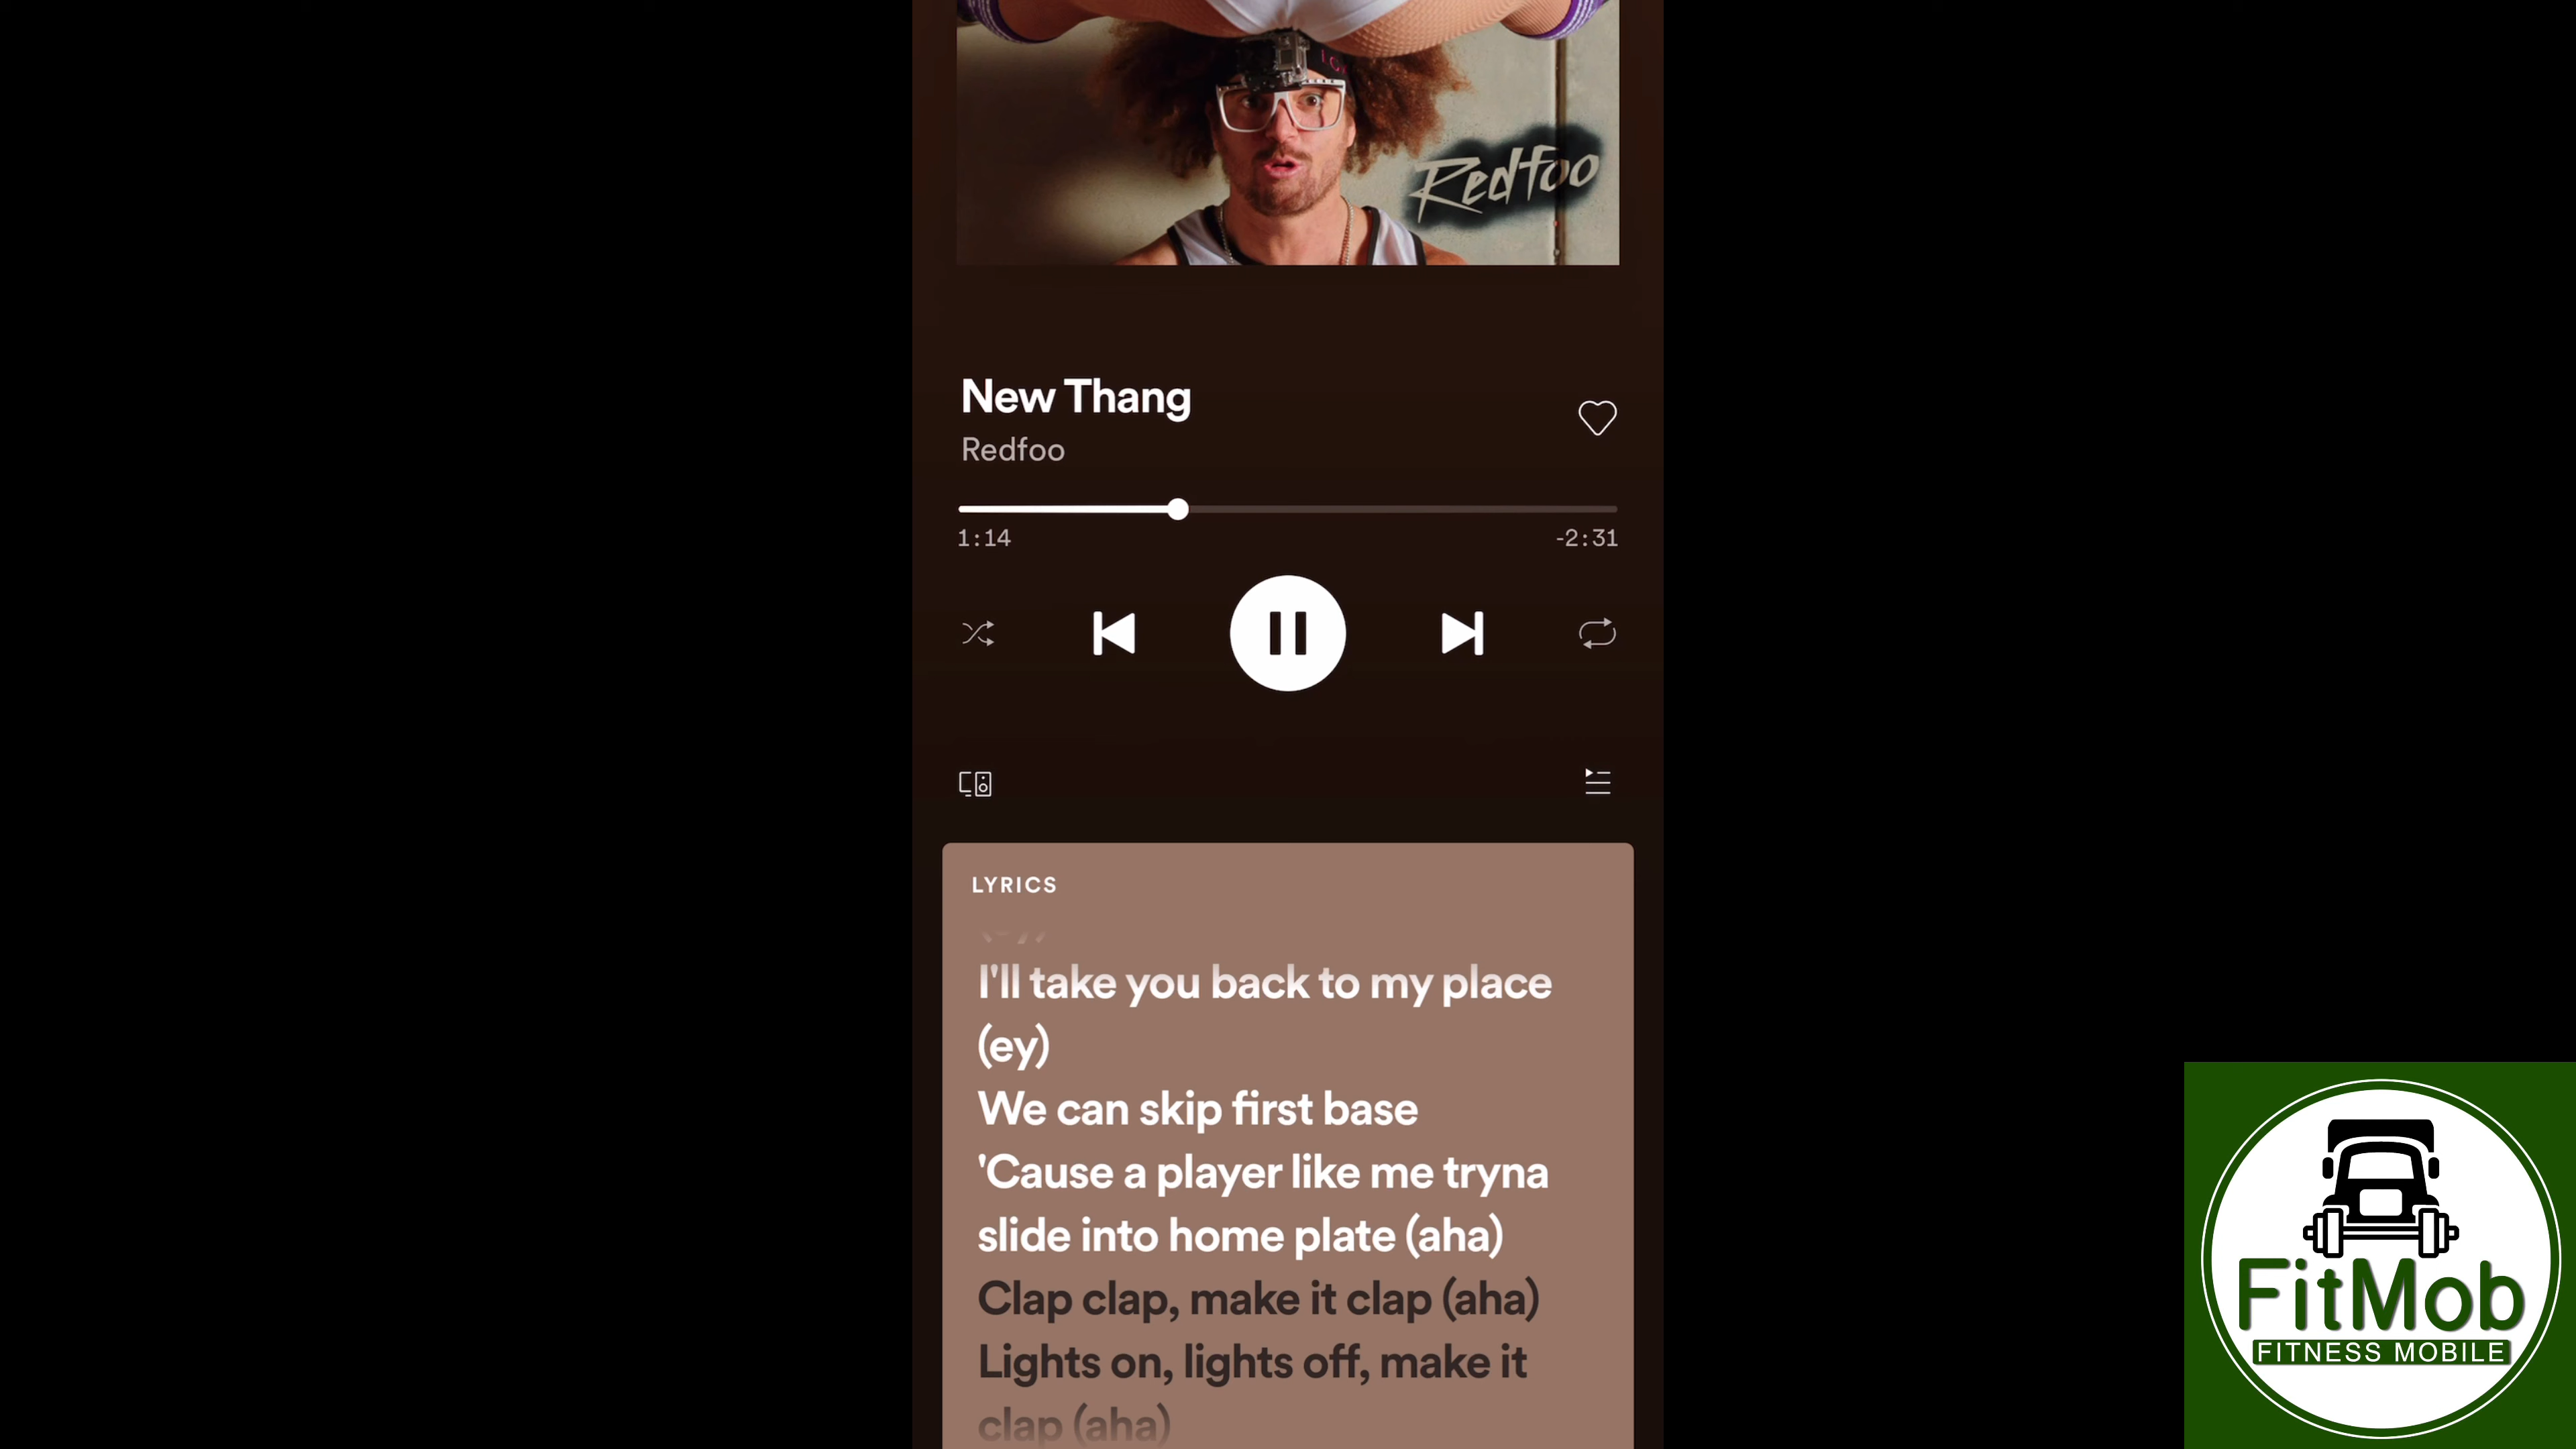 Redfoo
New Thang
Redfoo
1:14
-2:31
LYRICS
I'll take you back to my place
(ey)
We can skip first base
'Cause a player like me tryna
slide into home plate (aha)
Clap clap, make it clap (aha)
Lights on, lights off, make it
clap (aha)
FitMob
FITNESS MOBILE